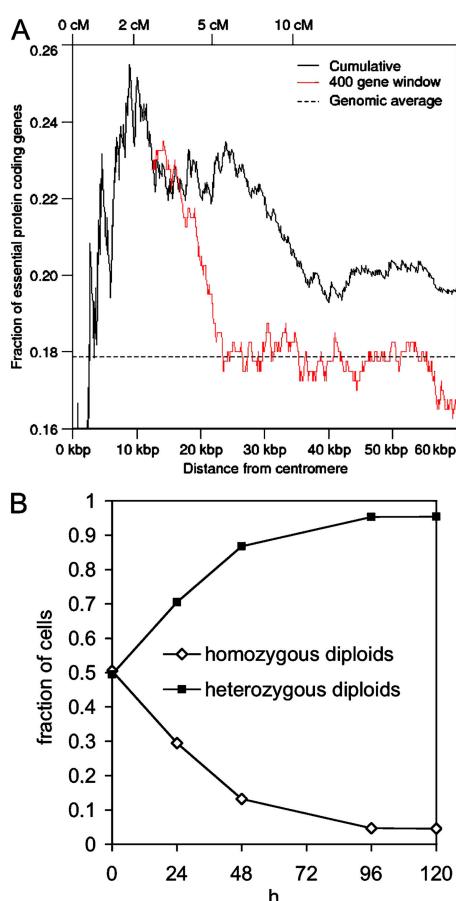 A
0 cM 2 cM 5 cM 10 cM
Fraction of essential protein coding genes
0.26
0.24
0.22
0.20
0.18
0.16
Cumulative
400 gene window
Genomic average
0 kbp 10 kbp 20 kbp 30 kbp 40 kbp 50 kbp 60 kbp
Distance from centromere
B
fraction of cells
1
0.9
0.8
0.7
0.6
0.5
0.4
0.3
0.2
0.1
0
homozygous diploids
heterozygous diploids
0 24 48 72 96 120
h